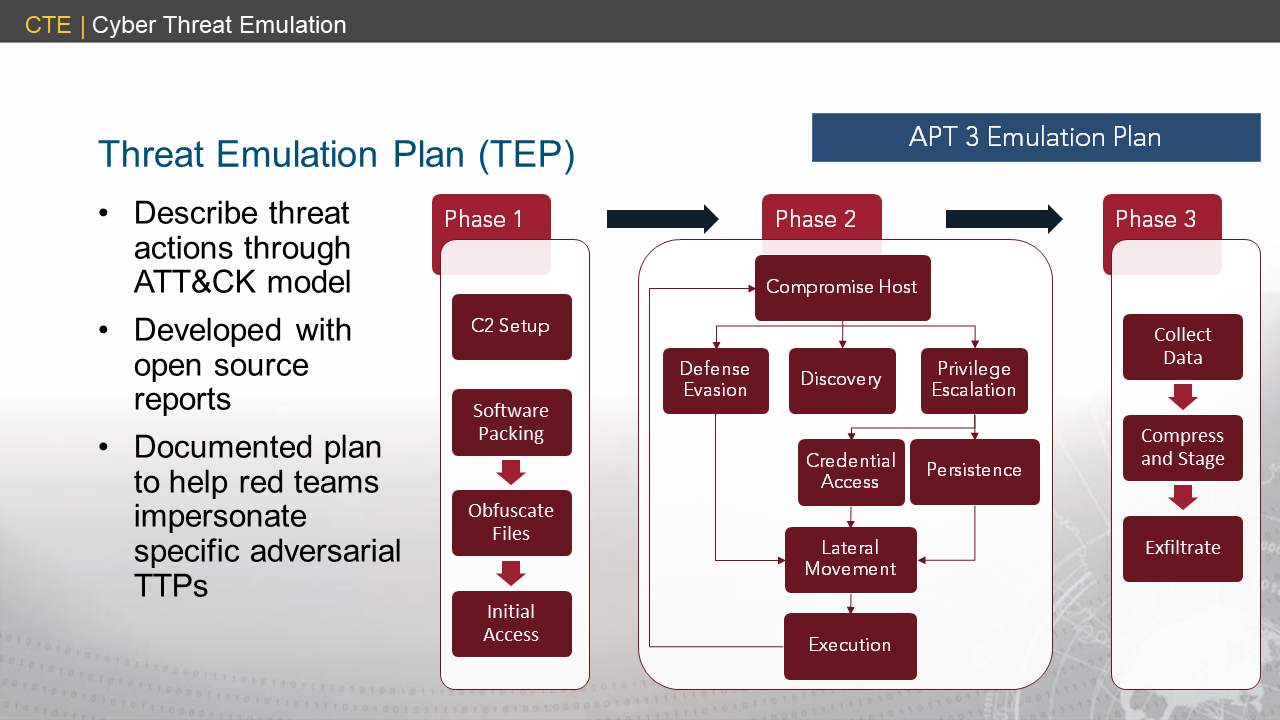 CTE | Cyber Threat Emulation
Threat Emulation Plan (TEP)
• Describe threat
actions through
ATT&CK model
• Developed with
open source
reports
• Documented plan
to help red teams
impersonate
specific adversarial
TTPs
APT 3 Emulation Plan
Phase 1
C2 Setup
Software
Packing
Obfuscate
Files
Initial
Access
Phase 2
Compromise Host
Defense
Evasion
Discovery
Privilege
Escalation
Credential
Access
Persistence
Lateral
Movement
Execution
Phase 3
Collect
Data
Compress
and Stage
Exfiltrate